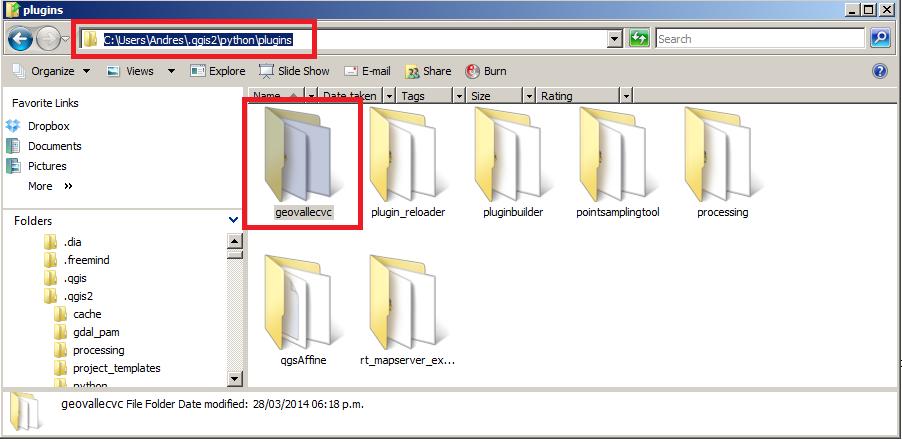 plugins
C:\Users\Andres\.qgis2\python\plugins
Search
Organize Views Explore Slide Show E-mail Share Burn
Favorite Links
Dropbox
Documents
Pictures
More »
Folders
.dia
.freemind
.qgis
.qgis2
cache
gdal_pam
processing
project_templates
python
Name Date taken Tags Size Rating
geovallecvc plugin_reloader pluginbuilder pointsamplingtool processing
qgsAffine rt_mapserver_ex...
geovallecvc File Folder Date modified: 28/03/2014 06:18 p.m.